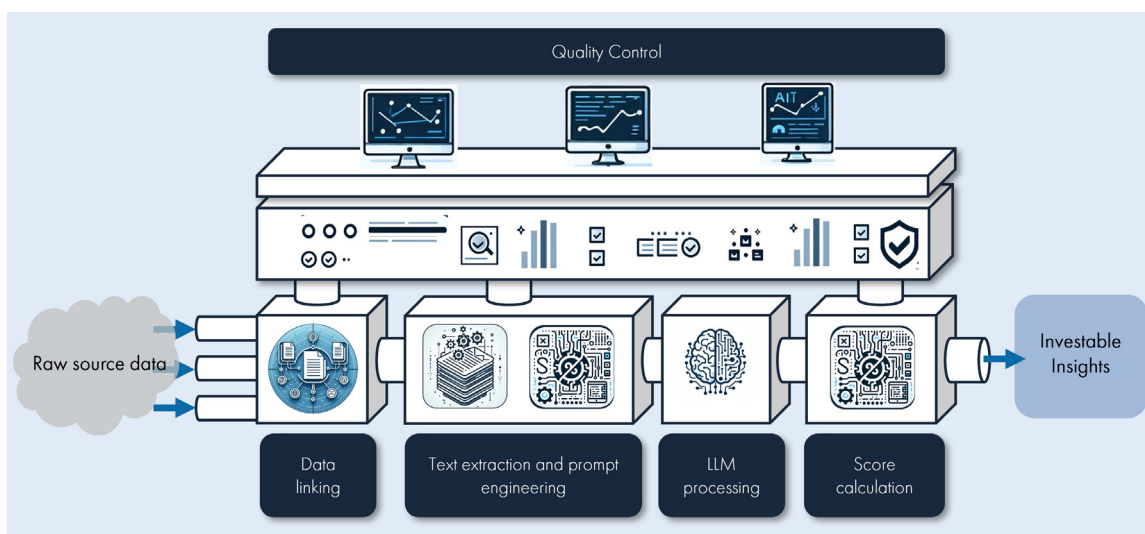 Quality Control
AIT
Raw source data
Investable
Insights
Data
linking
Text extraction and prompt
engineering
LLM
processing
Score
calculation